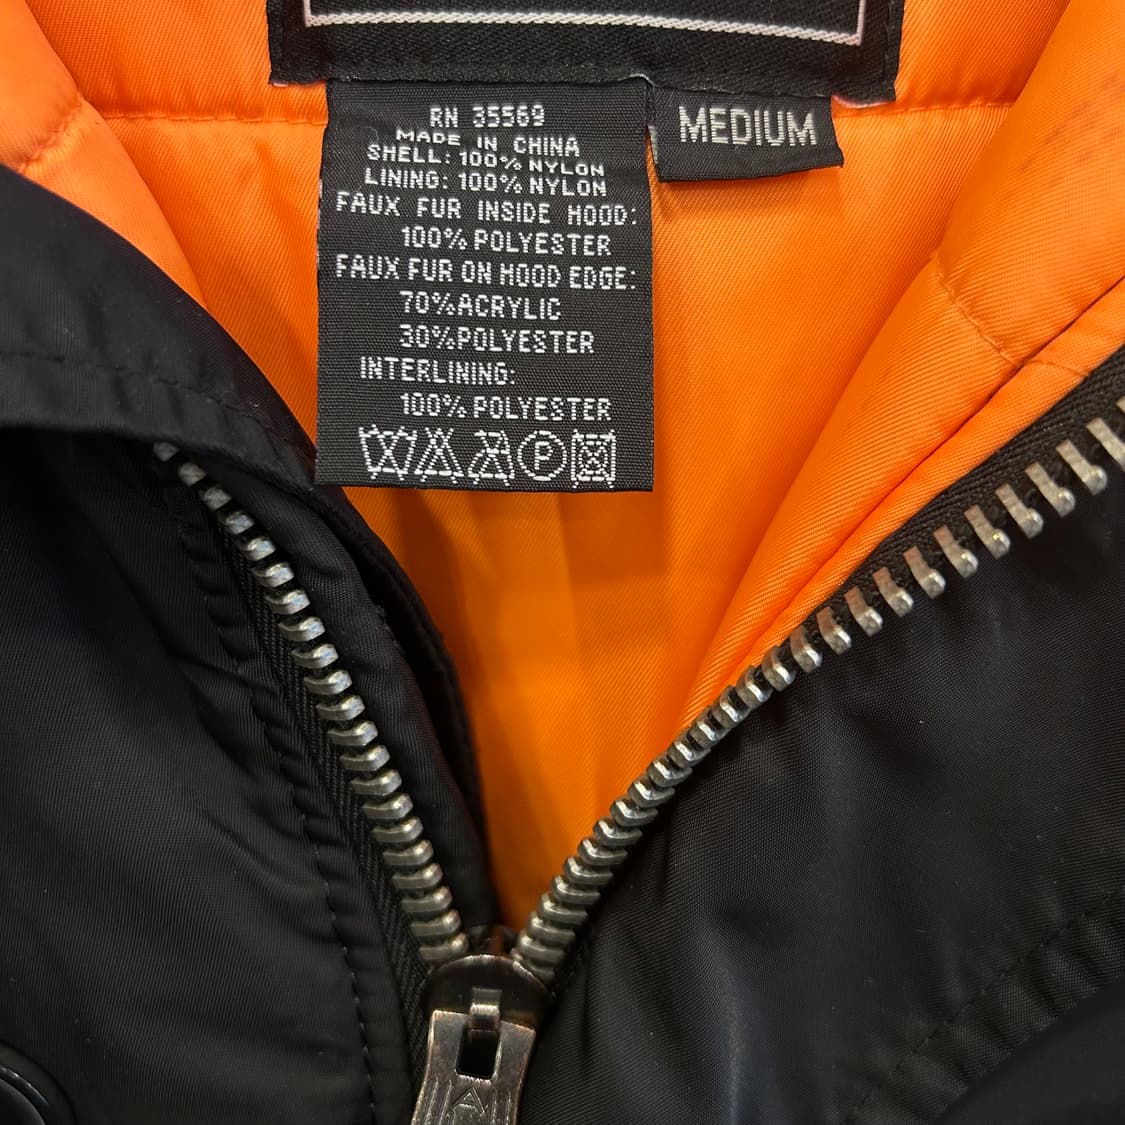 RN 35569
MADE IN CHINA
SHELL: 100% NYLON
LINING: 100% NYLON
FAUX FUR INSIDE HOOD:
100% POLYESTER
FAUX FUR ON HOOD EDGE:
70%ACRYLIC
30%POLYESTER
INTERLINING:
100% POLYESTER
P
MEDIUM
A